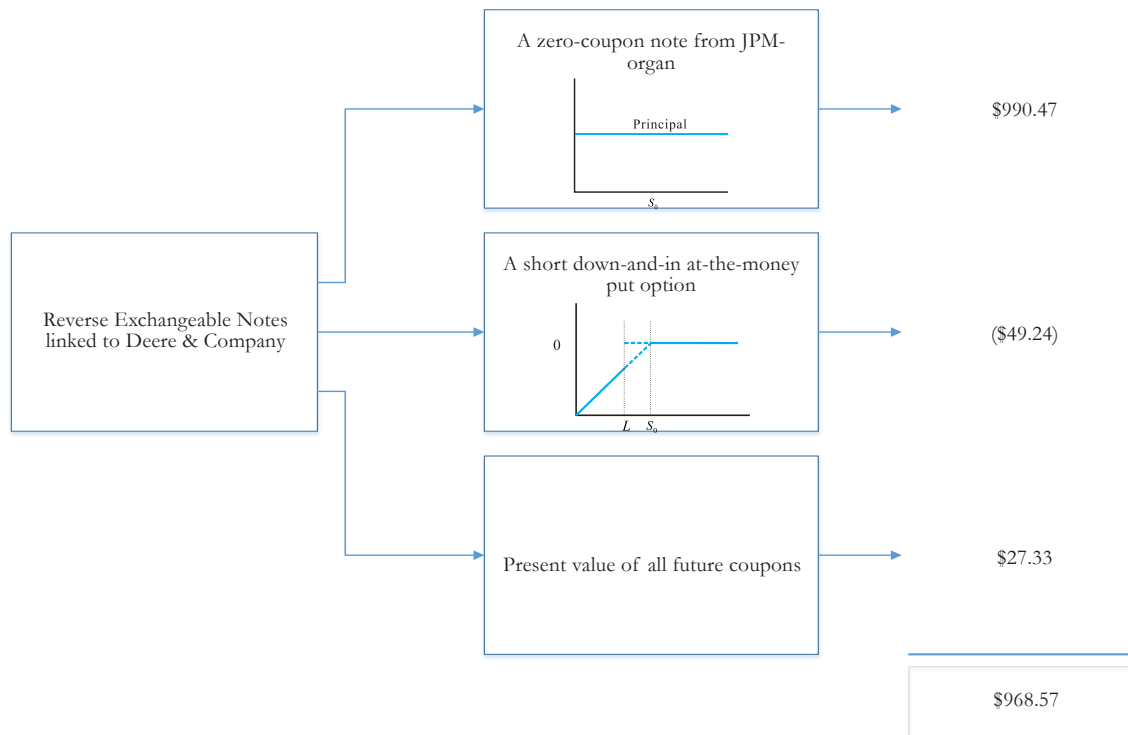 A zero-coupon note from JPM-
organ
Principal
S₀
$990.47
Reverse Exchangeable Notes
linked to Deere & Company
A short down-and-in at-the-money
put option
0
L S₀
($49.24)
Present value of all future coupons
$27.33
$968.57